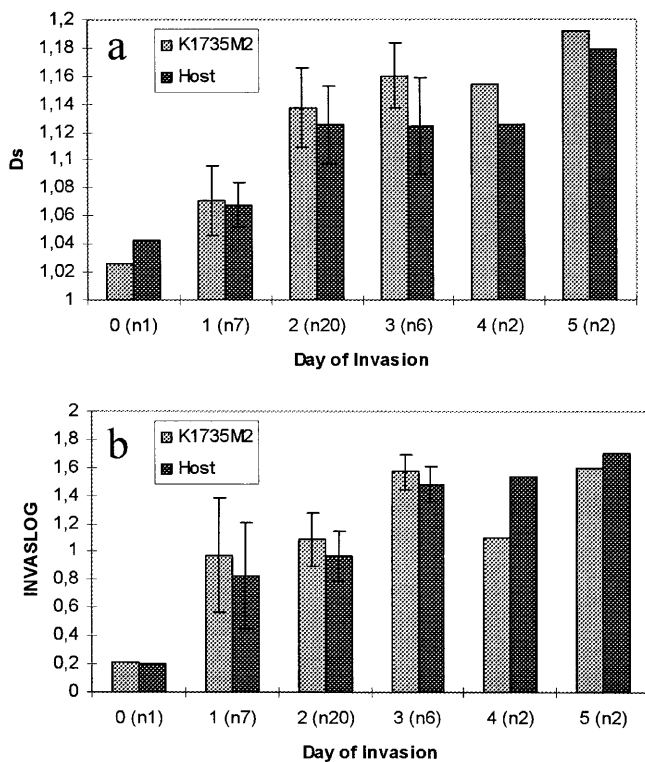 a
K1735M2
Host
Ds
1,2
1,18
1,16
1,14
1,12
1,1
1,08
1,06
1,04
1,02
1
0 (n1) 1 (n7) 2 (n20) 3 (n6) 4 (n2) 5 (n2)
Day of Invasion
b
K1735M2
Host
INVASLOG
2
1,8
1,6
1,4
1,2
1
0,8
0,6
0,4
0,2
0
0 (n1) 1 (n7) 2 (n20) 3 (n6) 4 (n2) 5 (n2)
Day of Invasion